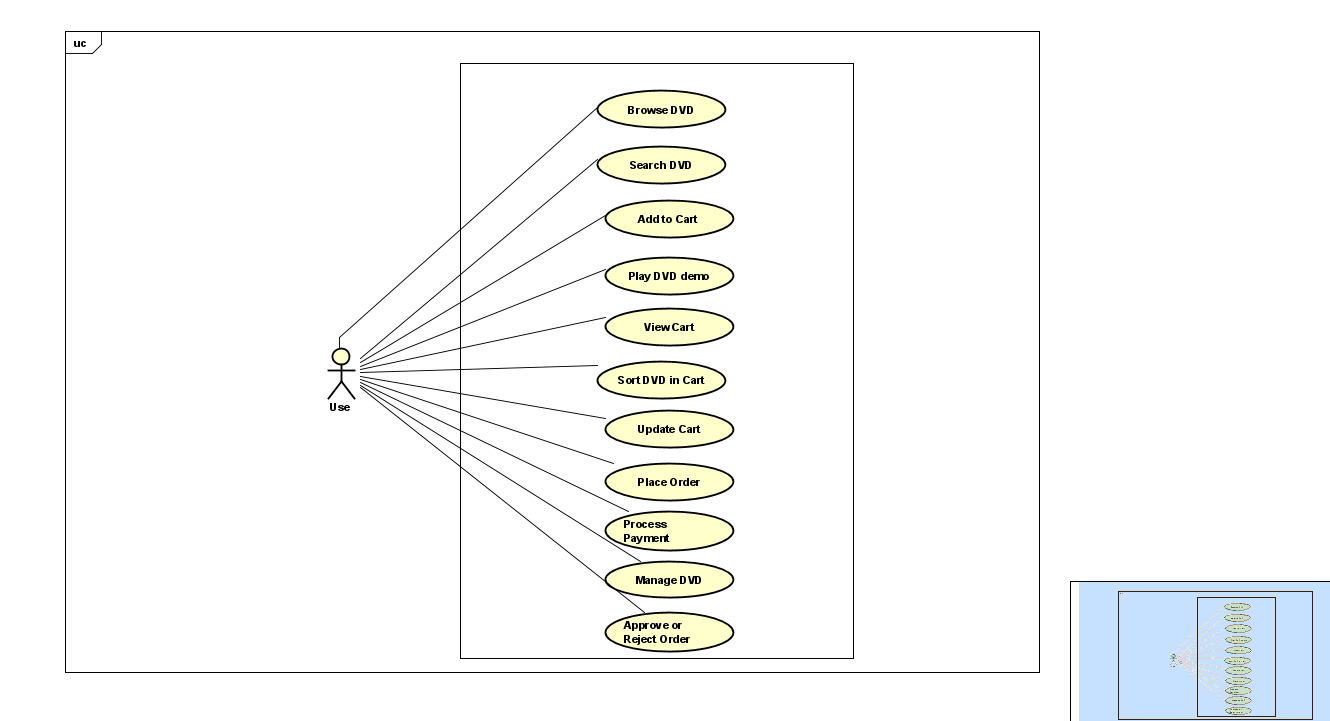 uc
Browse DVD
Search DVD
Add to Cart
Play DVD demo
View Cart
Sort DVD in Cart
Use
Update Cart
Place Order
Process
Payment
Manage DVD
Approve or
Reject Order